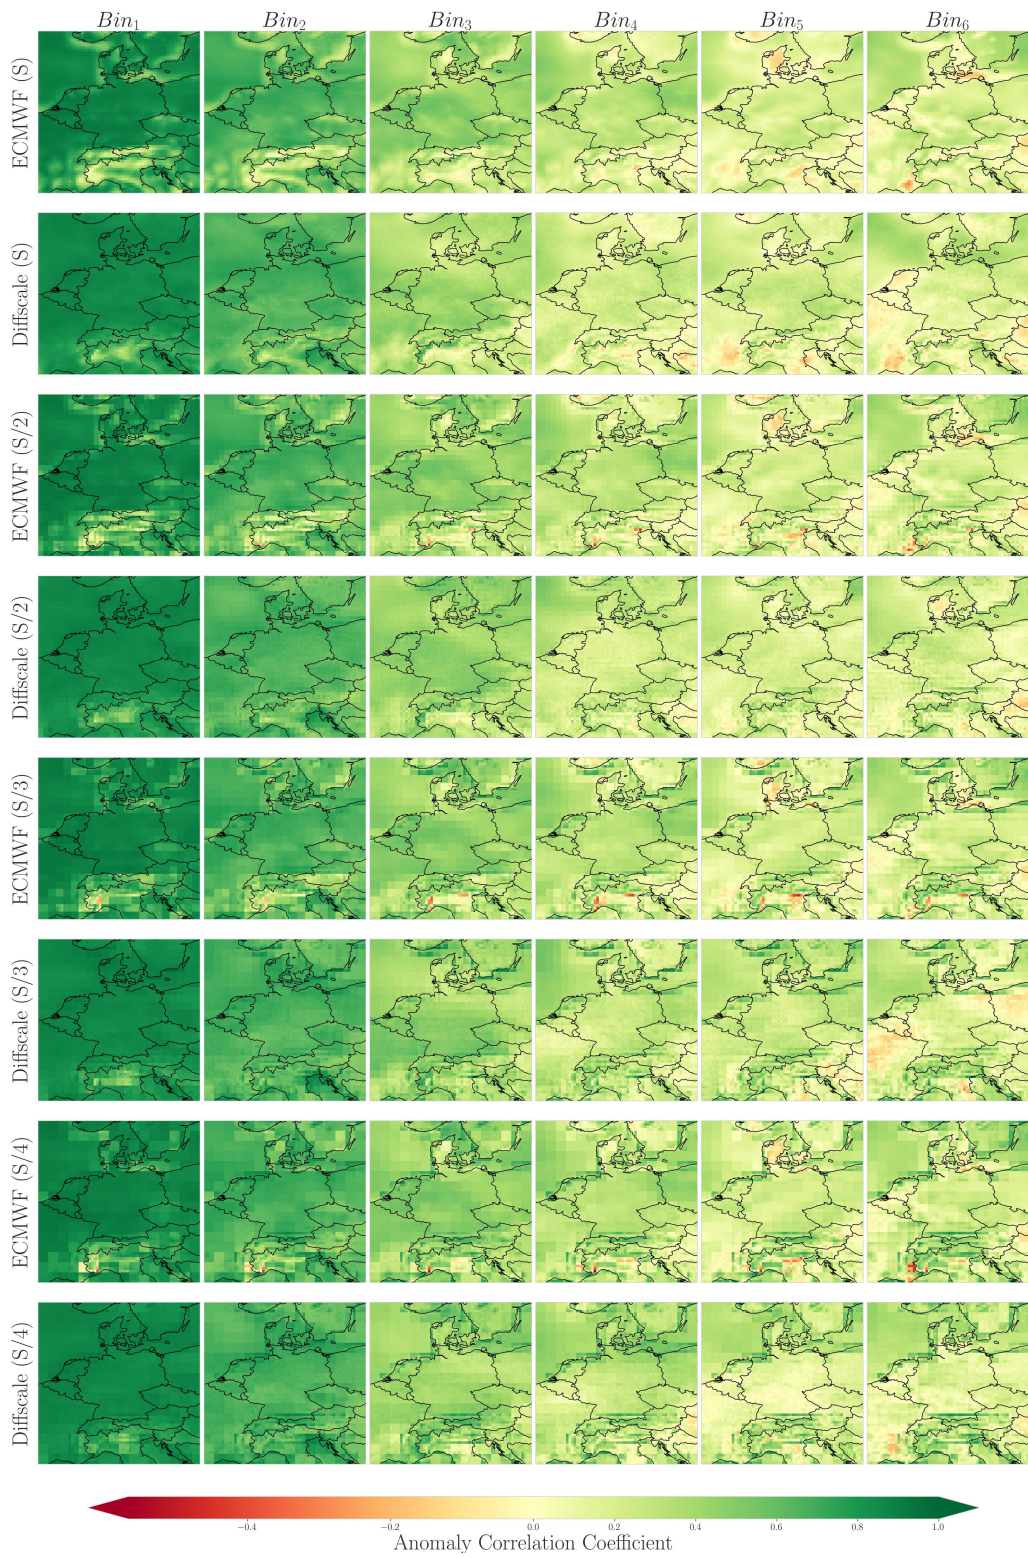 Bin₁ Bin₂ Bin₃ Bin₄ Bin₅ Bin₆
ECMWF (S)
Diffscale (S)
ECMWF (S/2)
Diffscale (S/2)
ECMWF (S/3)
Diffscale (S/3)
ECMWF (S/4)
Diffscale (S/4)
−0.4 −0.2 0.0 0.2 0.4 0.6 0.8 1.0
Anomaly Correlation Coefficient